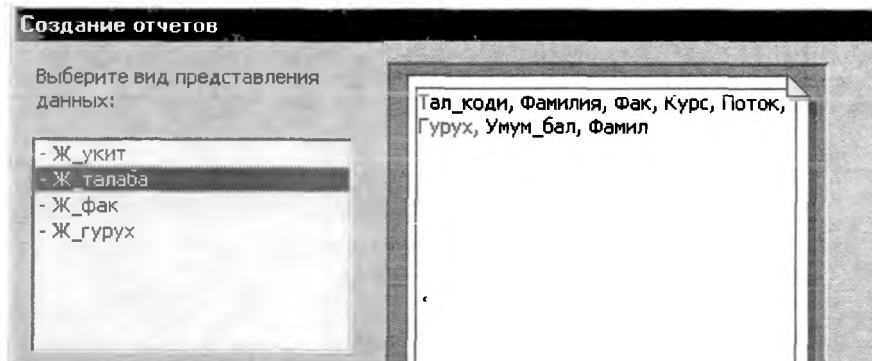 Создание отчетов
Выберите вид представления
данных:
- Ж_укит
- Ж_талаба
- Ж_фак
- Ж_гурух
Тал_коди, Фамилия, Фак, Курс, Поток,
Гурух, Умум_бал, Фамил